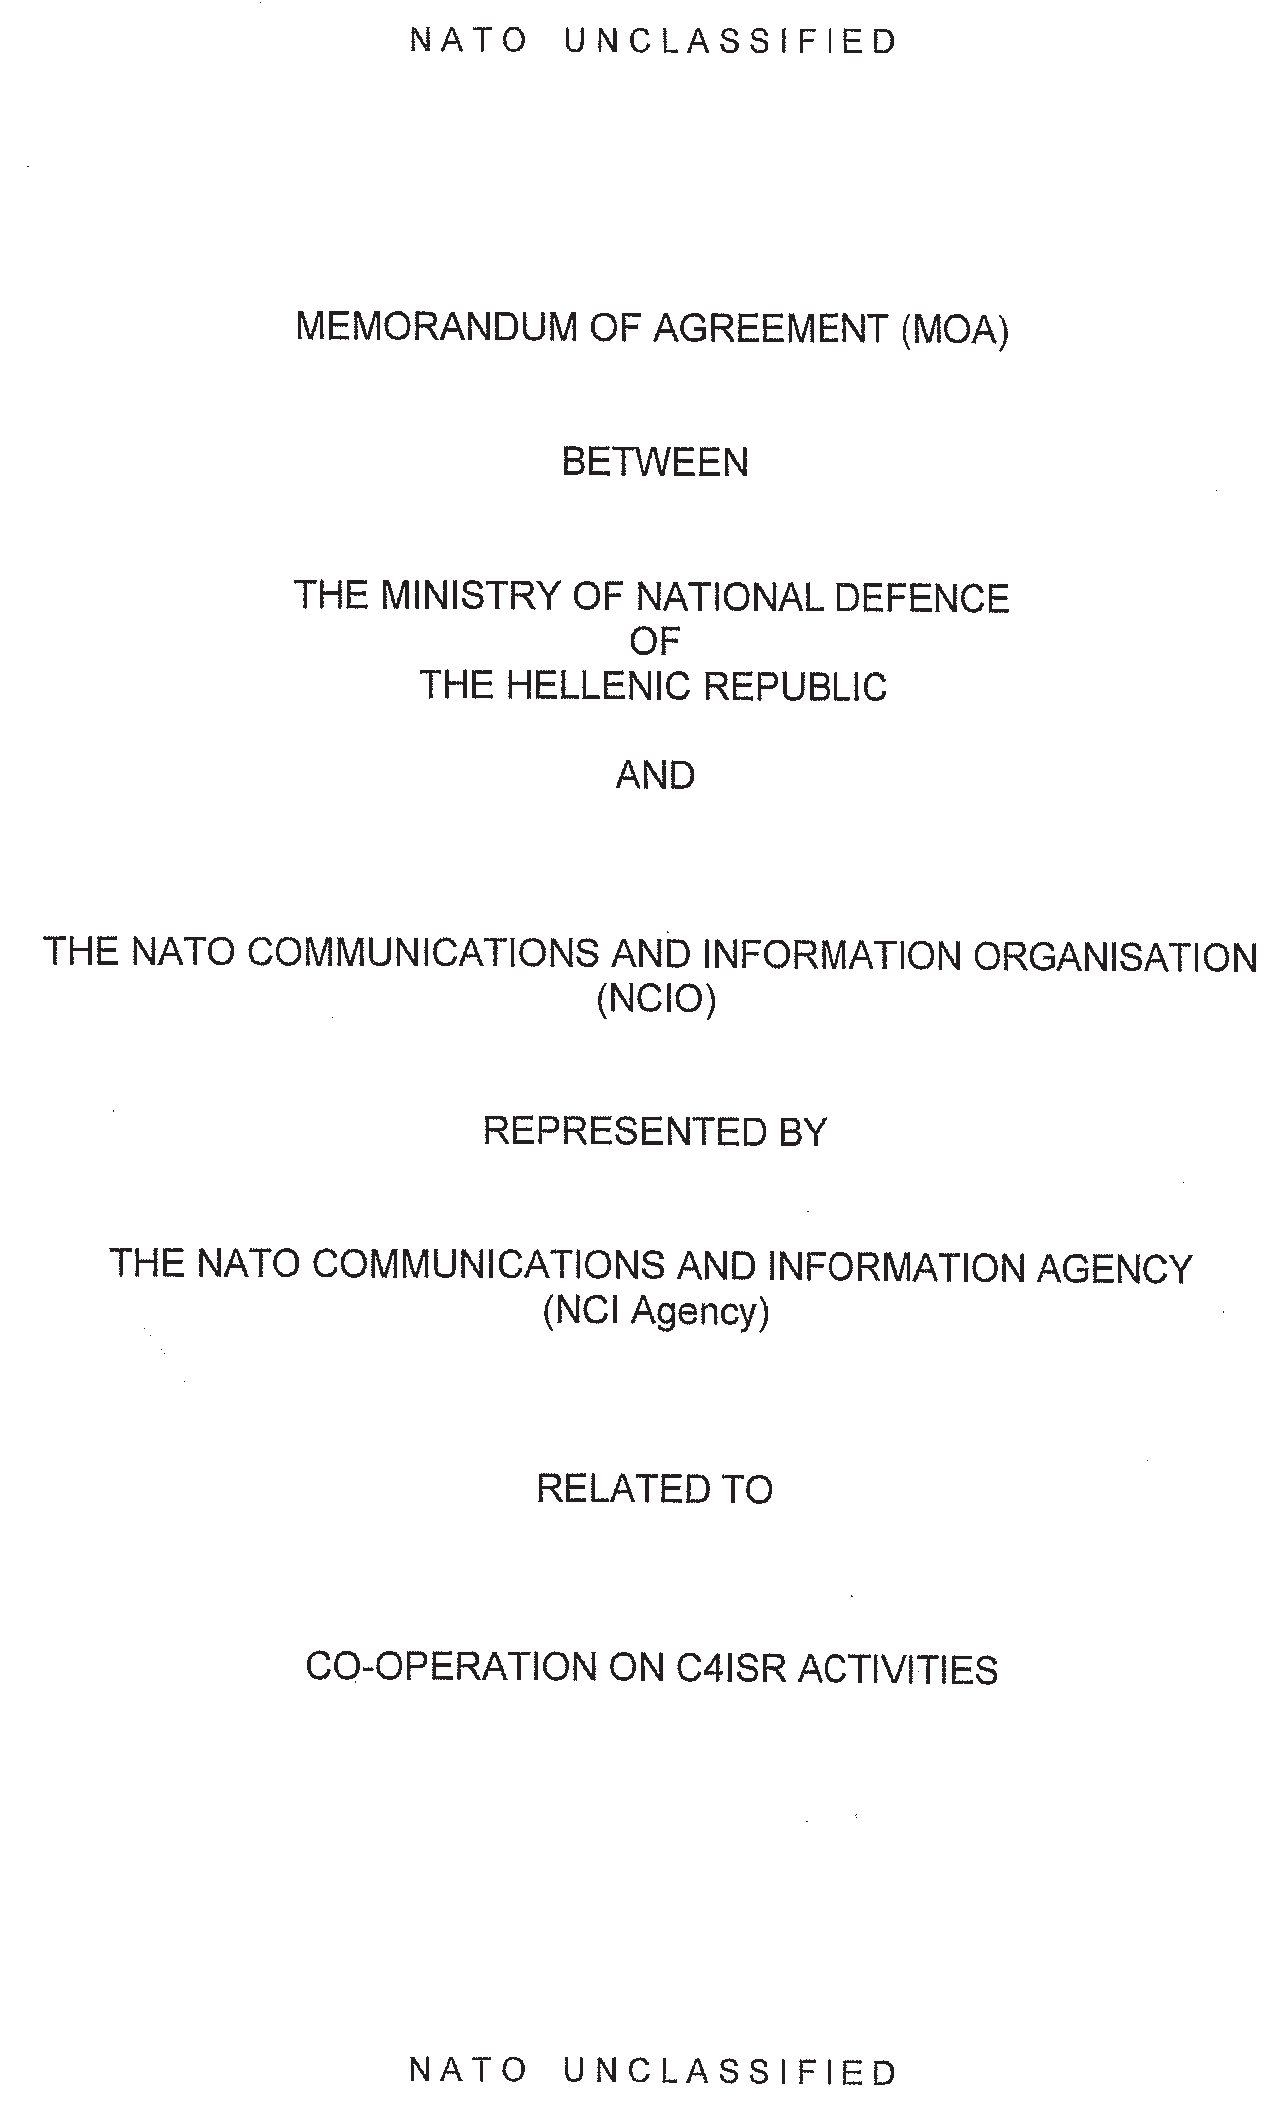 NATO UNCLASSIFIED
MEMORANDUM OF AGREEMENT (MOA)
BETWEEN
THE MINISTRY OF NATIONAL DEFENCE
OF
THE HELLENIC REPUBLIC
AND
THE NATO COMMUNICATIONS AND INFORMATION ORGANISATION
(NCIO)
REPRESENTED BY
THE NATO COMMUNICATIONS AND INFORMATION AGENCY
(NCI Agency)
RELATED TO
CO-OPERATION ON C4ISR ACTIVITIES
NATO UNCLASSIFIED